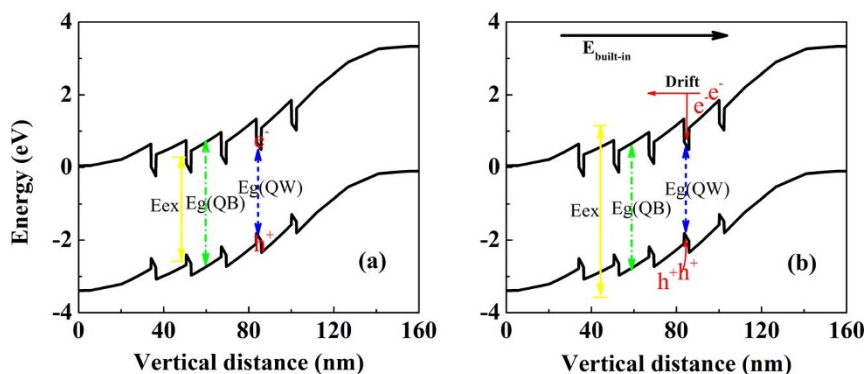 4
2
0
-2
-4
Energy (eV)
0 40 80 120 160
Vertical distance (nm)
Eex
Eg(QB)
Eg(QW)
e-
h+
(a)
4
2
0
-2
-4
0 40 80 120 160
Vertical distance (nm)
E built-in
Drift
e- e-
Eex
Eg(QB)
Eg(QW)
h+ h+
(b)